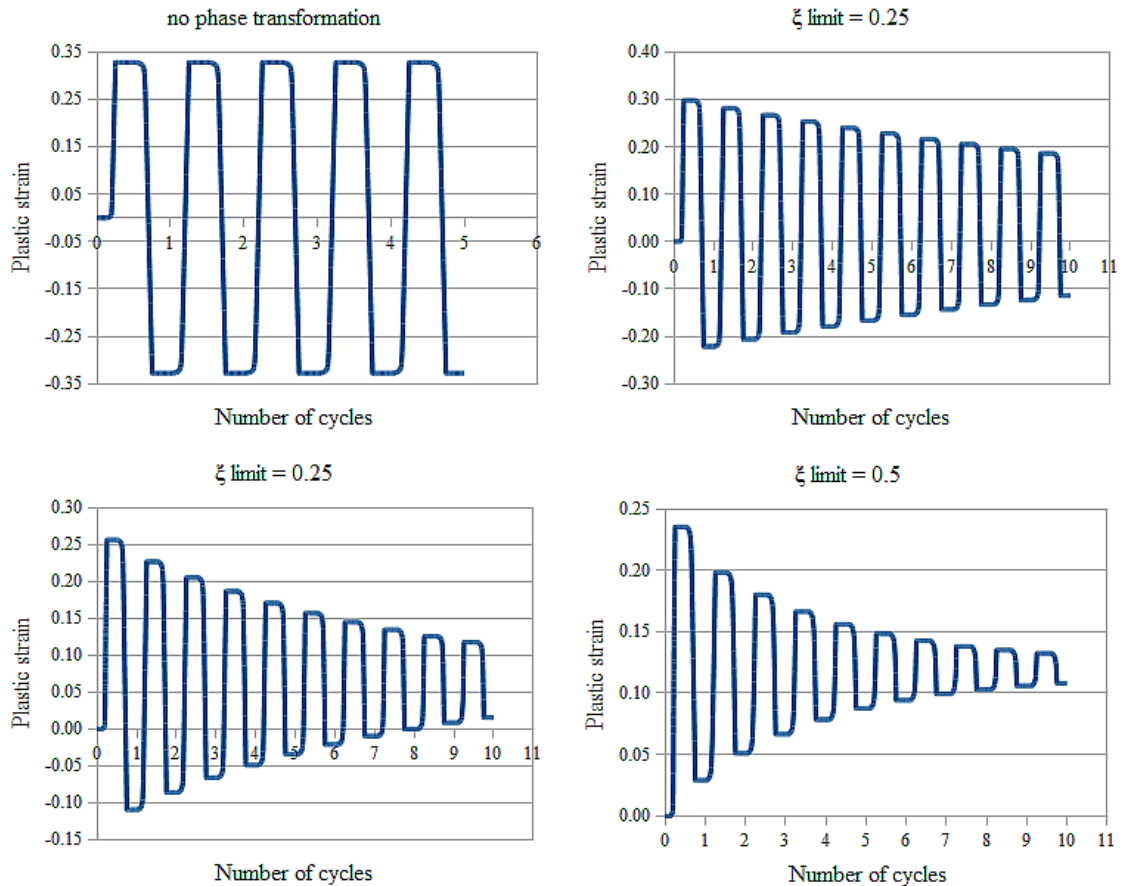 no phase transformation
0.35
0.25
0.15
0.05
-0.05
-0.15
-0.25
-0.35
0 1 2 3 4 5 6
Plastic strain
Number of cycles
ξ limit = 0.25
0.40
0.30
0.20
0.10
0.00
-0.10
-0.20
-0.30
0 1 2 3 4 5 6 7 8 9 10 11
Plastic strain
Number of cycles
ξ limit = 0.25
0.30
0.25
0.20
0.15
0.10
0.05
0.00
-0.05
-0.10
-0.15
0 1 2 3 4 5 6 7 8 9 10 11
Plastic strain
Number of cycles
ξ limit = 0.5
0.25
0.20
0.15
0.10
0.05
0.00
0 1 2 3 4 5 6 7 8 9 10 11
Plastic strain
Number of cycles